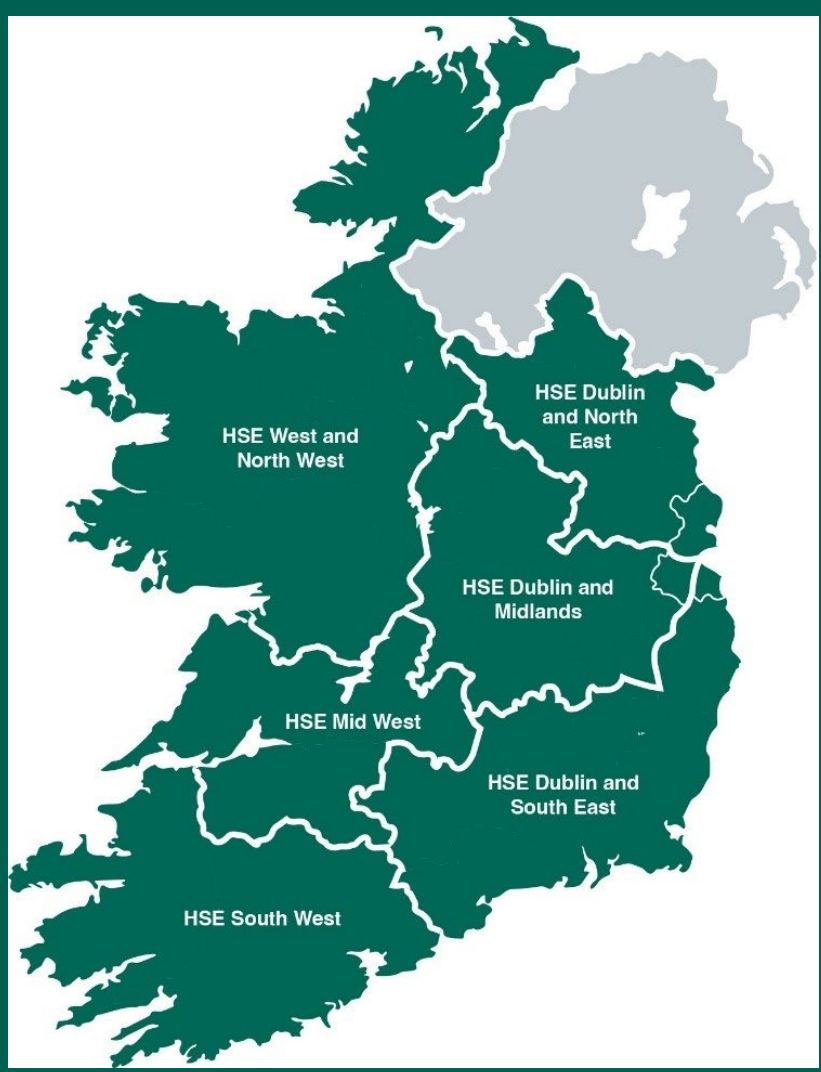 HSE Dublin
and North
East
HSE West and
North West
HSE Dublin and
Midlands
HSE Mid West
HSE Dublin and
South East
HSE South West